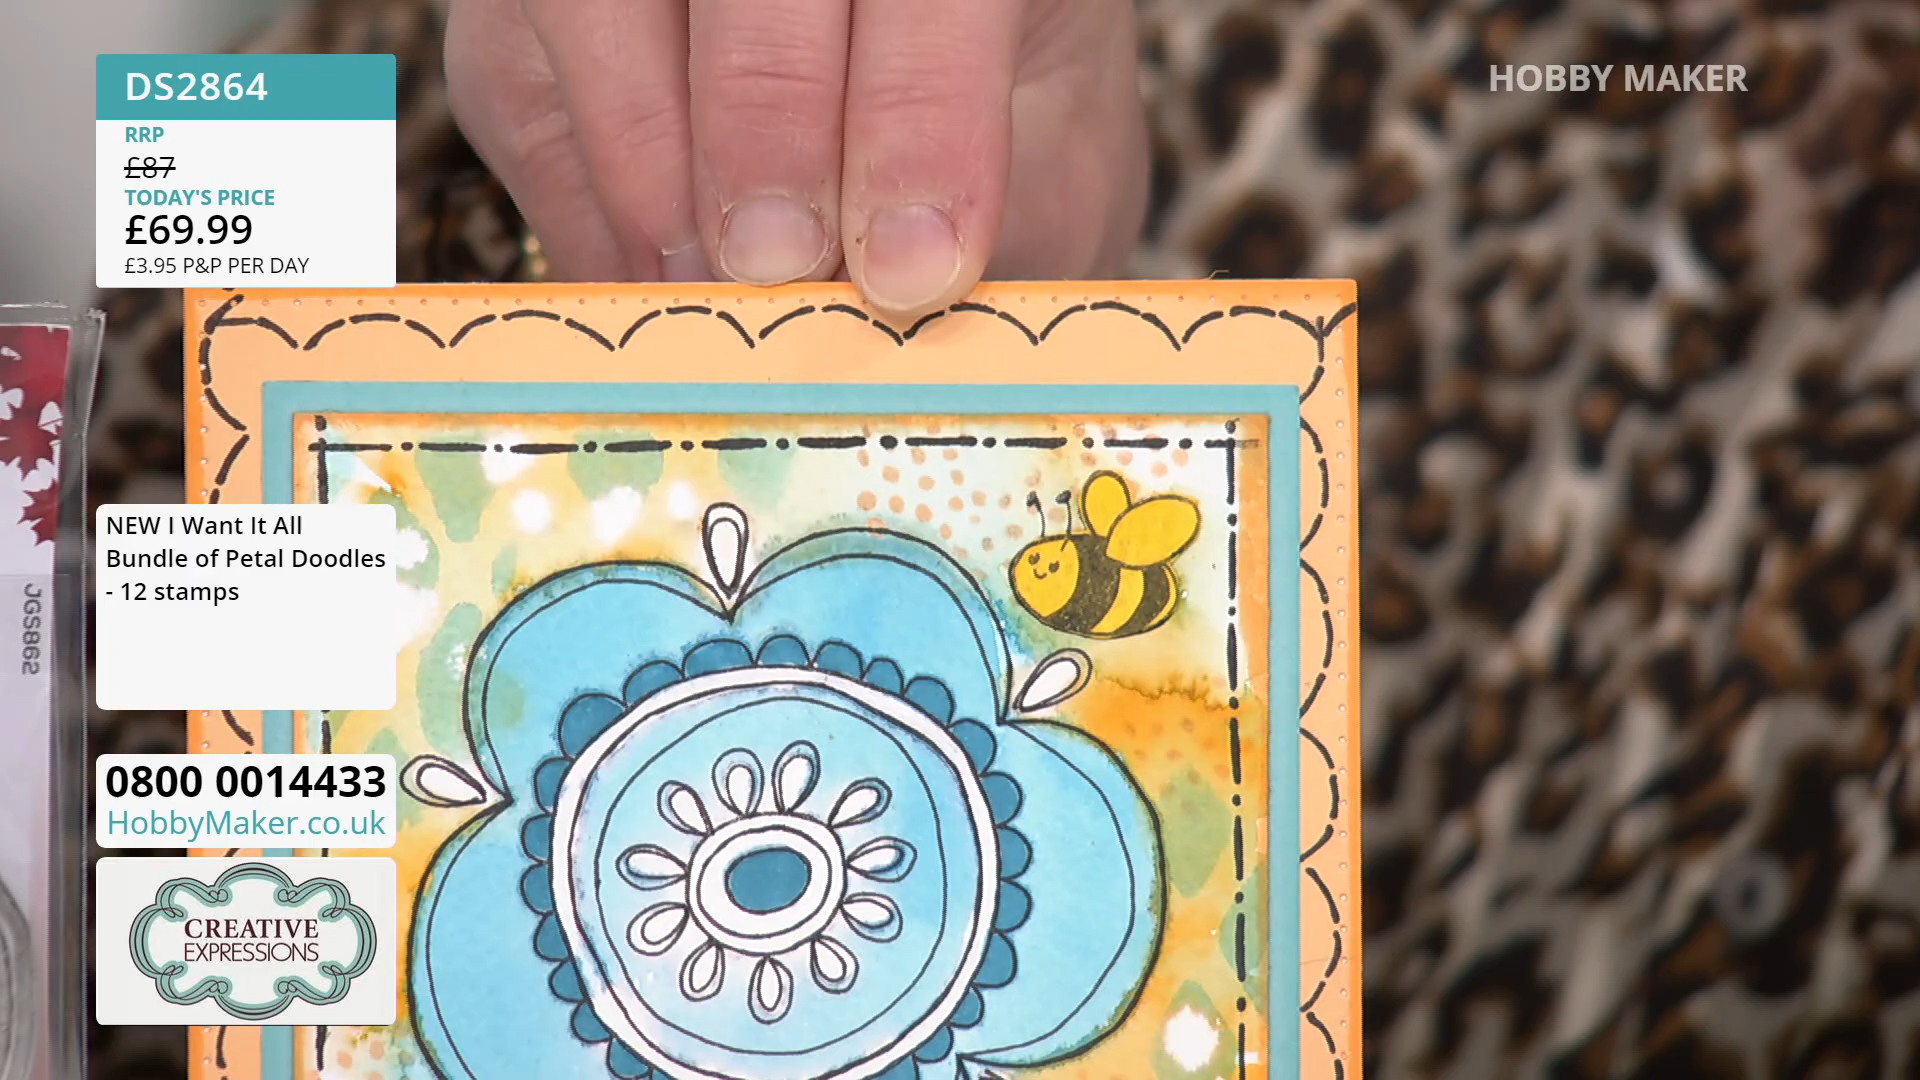 DS2864
RRP
£87
TODAY'S PRICE
£69.99
£3.95 P&P PER DAY
HOBBY MAKER
JGS862
NEW I Want It All
Bundle of Petal Doodles
- 12 stamps
0800 0014433
HobbyMaker.co.uk
CREATIVE
EXPRESSIONS